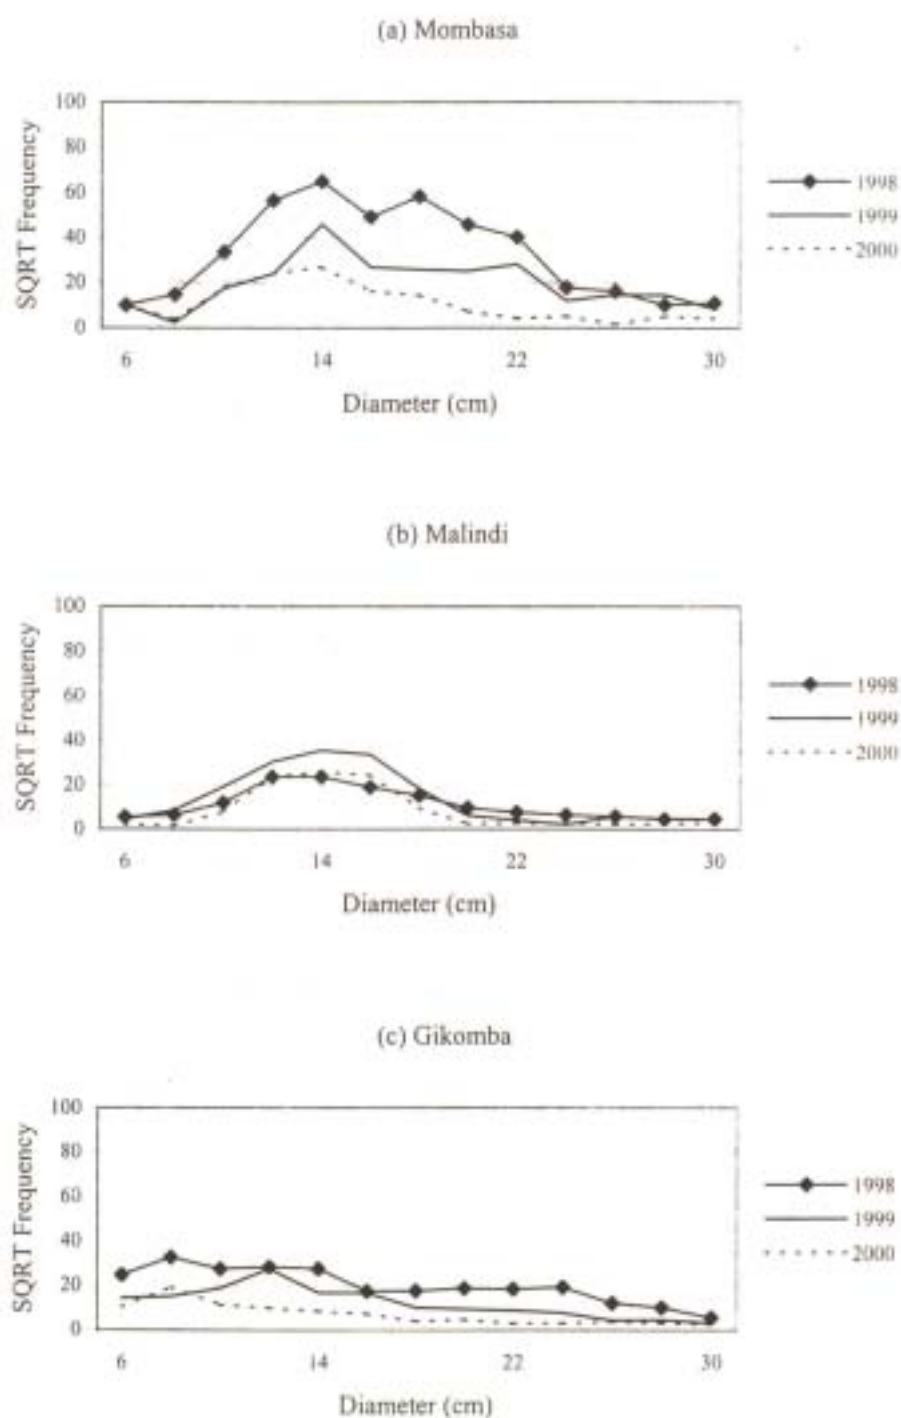 (a) Mombasa
SQRT Frequency
100
80
60
40
20
0
6 14 22 30
Diameter (cm)
1998
1999
2000
(b) Malindi
SQRT Frequency
100
80
60
40
20
0
6 14 22 30
Diameter (cm)
1998
1999
2000
(c) Gikomba
SQRT Frequency
100
80
60
40
20
0
6 14 22 30
Diameter (cm)
1998
1999
2000